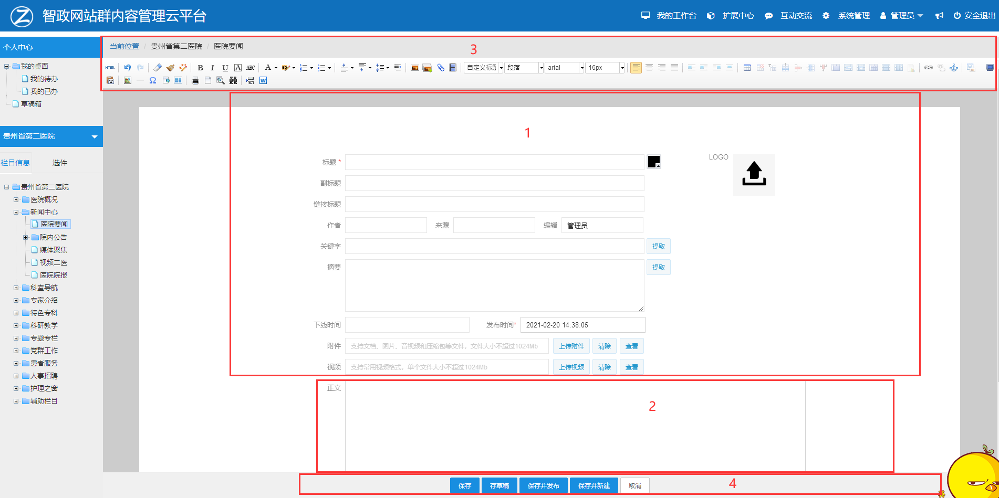 智政网站群内容管理云平台
我的工作台 扩展中心 互动交流 系统管理 管理员 安全退出
个人中心
我的桌面
我的待办
我的已办
草稿箱
贵州省第二医院
栏目信息 选件
贵州省第二医院
医院概况
新闻中心
医院要闻
院内公告
媒体聚焦
视频二医
医院院报
科室导航
专家介绍
特色专科
科研教学
专题专栏
党群工作
患者服务
人事招聘
护理之窗
辅助栏目
当前位置 / 贵州省第二医院 / 医院要闻
3
HTML B I U A ABC A ab 自定义标题 段落 arial 16px
T Ω W
1
标题 * LOGO
副标题
链接标题
作者 来源 编辑 管理员
关键字 提取
摘要 提取
下线时间 发布时间* 2021-02-20 14:38:05
附件 支持文档、图片、音视频和压缩包等文件，文件大小不超过1024Mb 上传附件 清除 查看
视频 支持常用视频格式，单个文件大小不超过1024Mb 上传视频 清除 查看
正文
2
保存 存草稿 保存并发布 保存并新建 取消 4